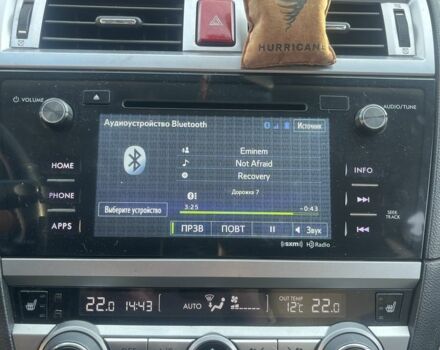 HURRICANE
VOLUME
AUDIO/TUNE
Аудиоустройство Bluetooth
Источник
Eminem
Not Afraid
Recovery
Дорожка 7
3:25
-0:43
Выберите устройство
ПРЗВ
ПОВТ
Звук
HOME
PHONE
APPS
INFO
SEEK
TRACK
((sxm))
HD Radio
22.0
14:43
AUTO
OUT TEMP
12°C
22.0